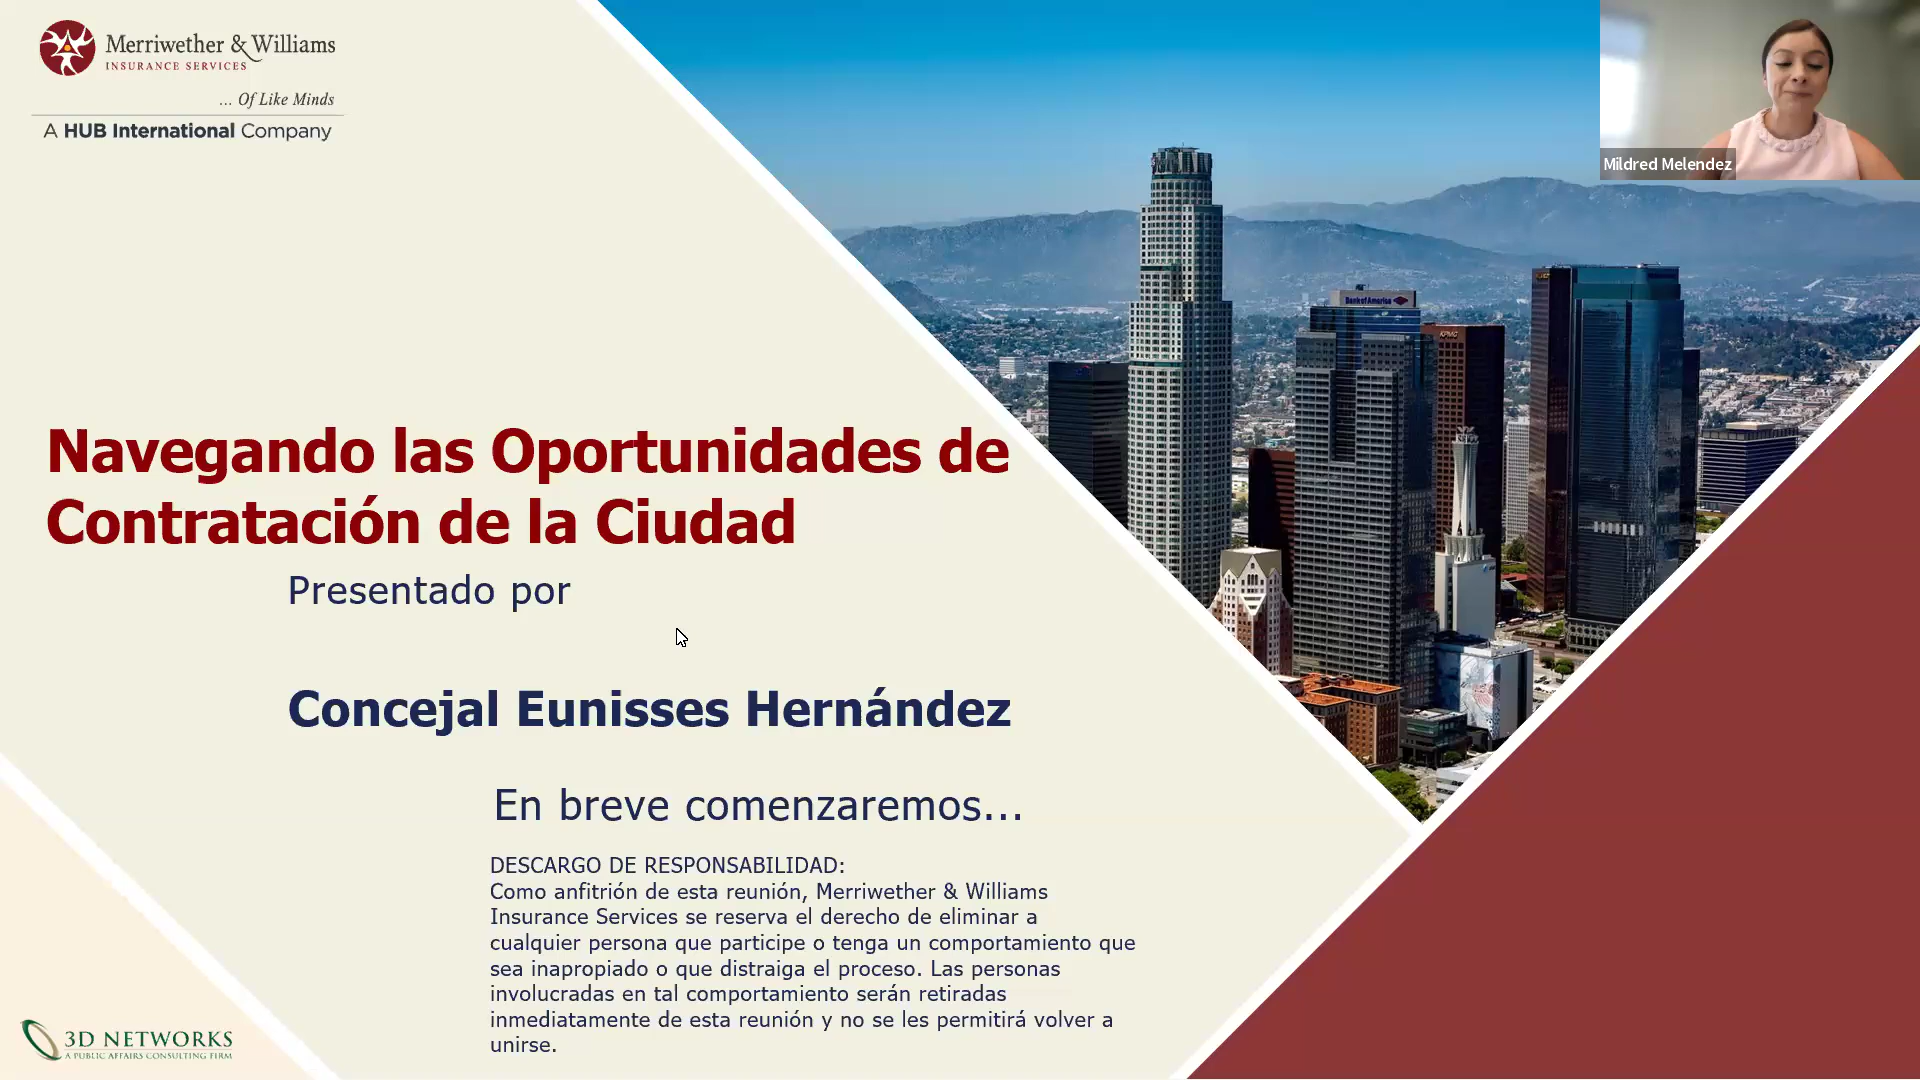 Merriwether & Williams
INSURANCE SERVICES
... Of Like Minds
A HUB International Company
Mildred Melendez
Bank of America
KPMG
Navegando las Oportunidades de
Contratación de la Ciudad
Presentado por
Concejal Eunisses Hernández
En breve comenzaremos...
DESCARGO DE RESPONSABILIDAD:
Como anfitrión de esta reunión, Merriwether & Williams
Insurance Services se reserva el derecho de eliminar a
cualquier persona que participe o tenga un comportamiento que
sea inapropiado o que distraiga el proceso. Las personas
involucradas en tal comportamiento serán retiradas
inmediatamente de esta reunión y no se les permitirá volver a
unirse.
3D NETWORKS
A PUBLIC AFFAIRS CONSULTING FIRM